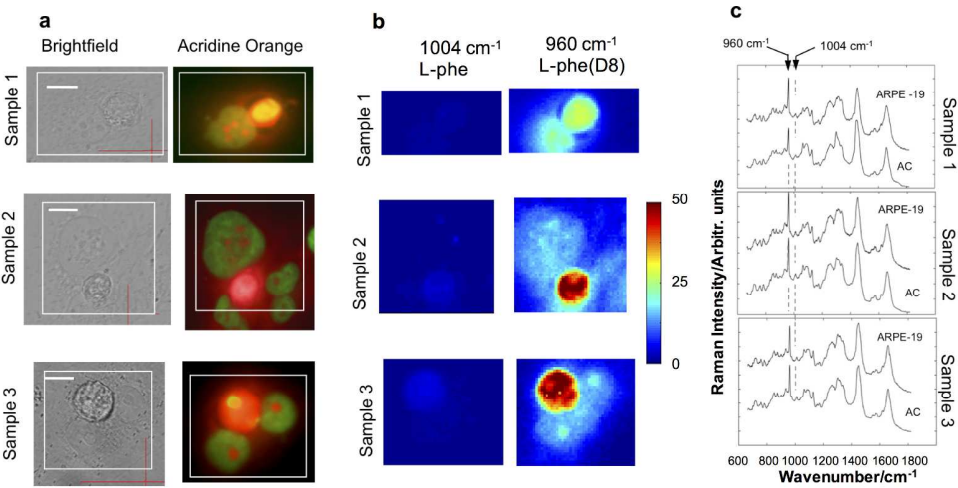 a
Brightfield
Acridine Orange
Sample 1
Sample 2
Sample 3
b
1004 cm-1
L-phe
960 cm-1
L-phe(D8)
Sample 1
Sample 2
Sample 3
50
25
0
c
960 cm-1
1004 cm-1
ARPE -19
AC
Sample 1
ARPE-19
AC
Sample 2
ARPE-19
AC
Sample 3
Raman Intensity/Arbitr. units
600 800 1000 1200 1400 1600 1800
Wavenumber/cm-1